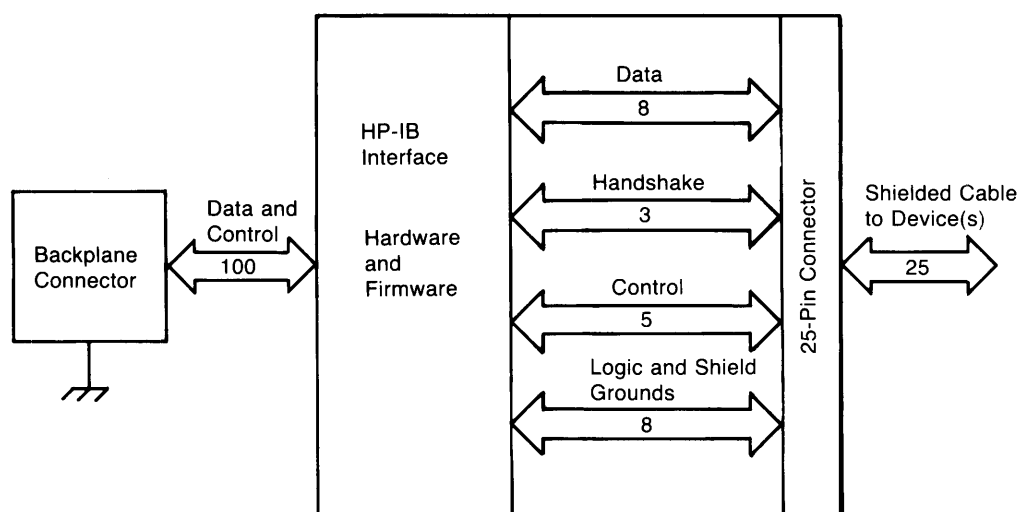 Backplane
Connector
Data and
Control
100
HP-IB
Interface
Hardware
and
Firmware
Data
8
Handshake
3
Control
5
Logic and Shield
Grounds
8
25-Pin Connector
Shielded Cable
to Device(s)
25